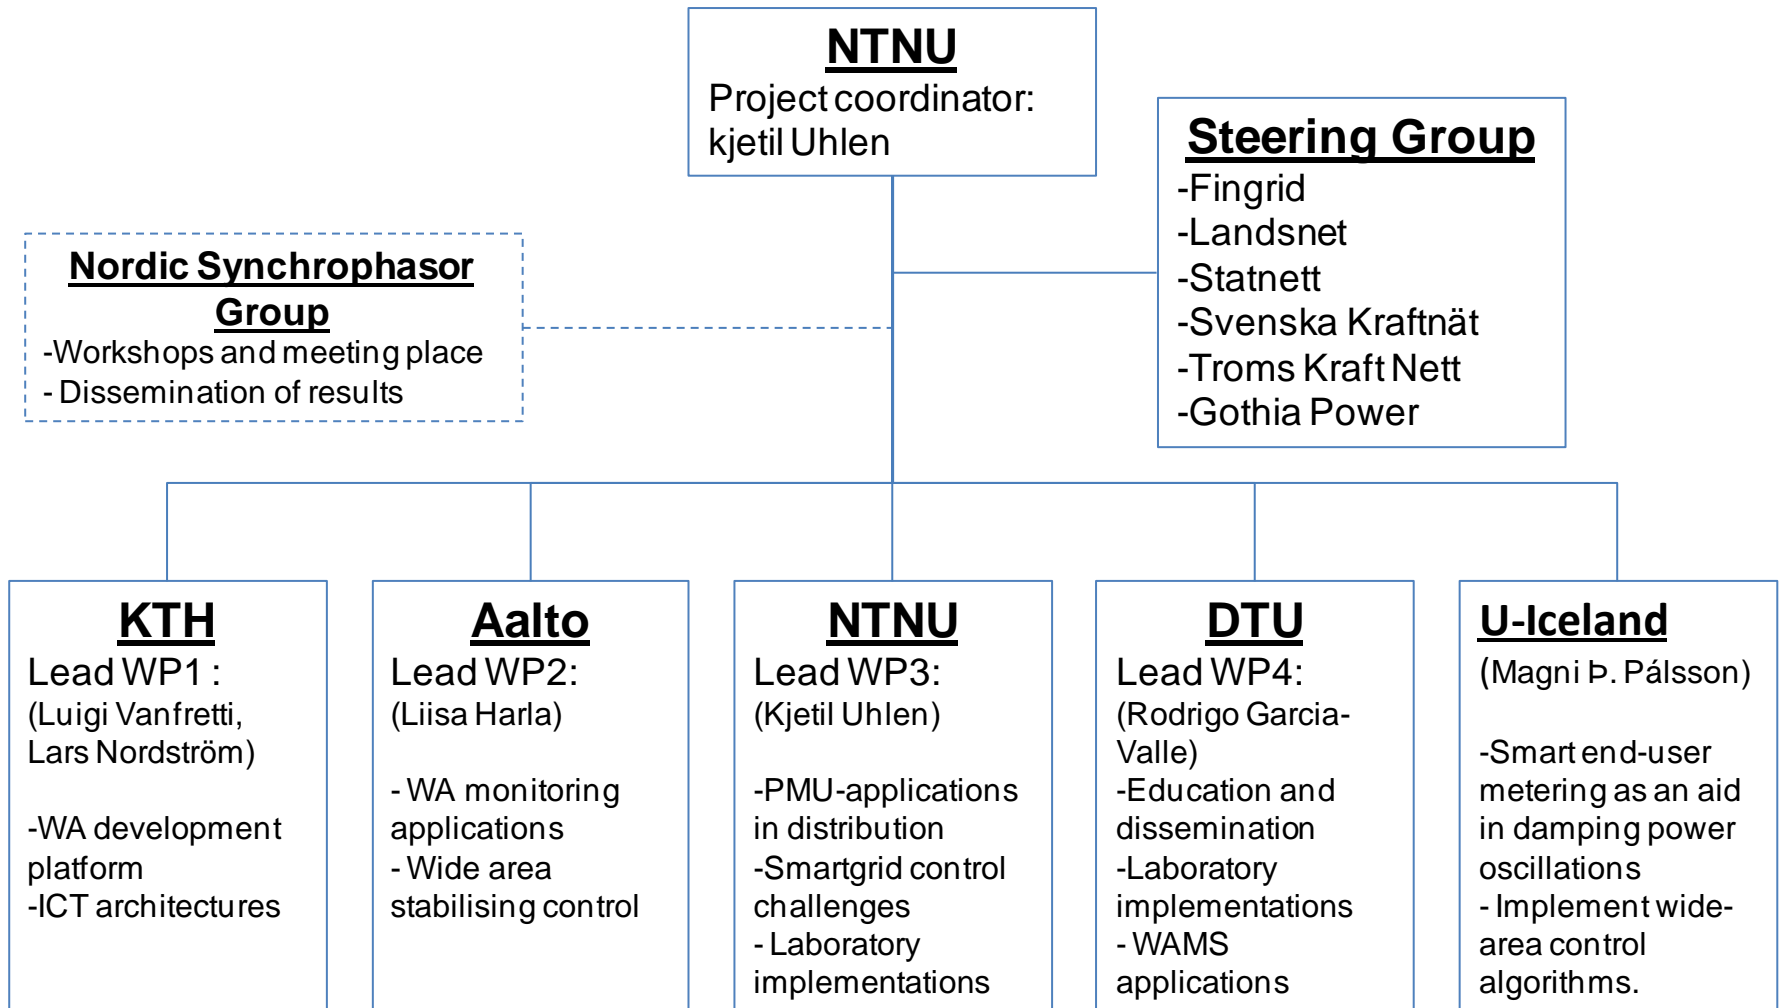 NTNU
Project coordinator:
kjetil Uhlen
Steering Group
-Fingrid
-Landsnet
-Statnett
-Svenska Kraftnät
-Troms Kraft Nett
-Gothia Power
Nordic Synchrophasor
Group
-Workshops and meeting place
- Dissemination of results
KTH
Lead WP1 :
(Luigi Vanfretti,
Lars Nordström)
-WA development
platform
-ICT architectures
Aalto
Lead WP2:
(Liisa Harla)
- WA monitoring
applications
- Wide area
stabilising control
NTNU
Lead WP3:
(Kjetil Uhlen)
-PMU-applications
in distribution
-Smartgrid control
challenges
- Laboratory
implementations
DTU
Lead WP4:
(Rodrigo Garcia-
Valle)
-Education and
dissemination
-Laboratory
implementations
- WAMS
applications
U-Iceland
(Magni Þ. Pálsson)
-Smart end-user
metering as an aid
in damping power
oscillations
- Implement wide-
area control
algorithms.